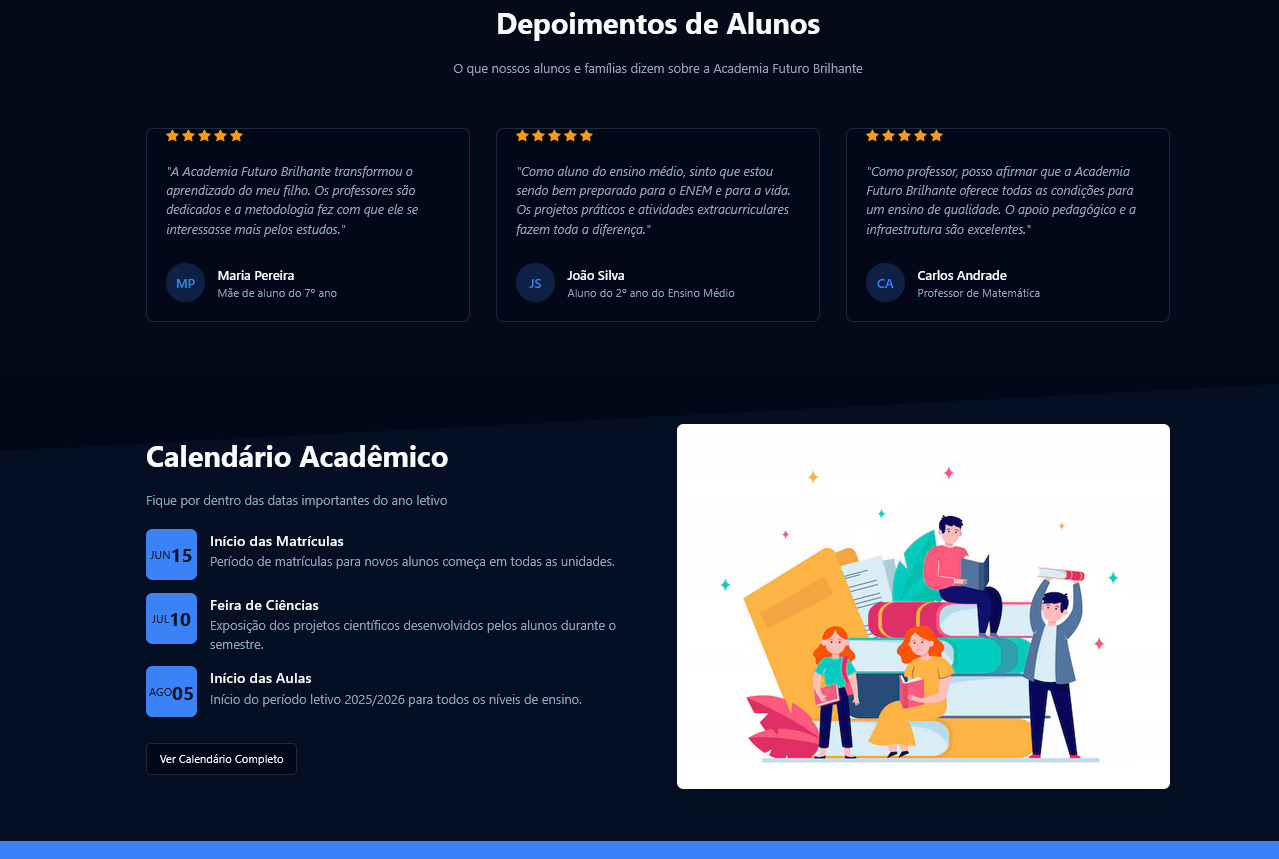 Depoimentos de Alunos
O que nossos alunos e famílias dizem sobre a Academia Futuro Brilhante
"A Academia Futuro Brilhante transformou o
aprendizado do meu filho. Os professores são
dedicados e a metodologia fez com que ele se
interessasse mais pelos estudos."
MP
Maria Pereira
Mãe de aluno do 7º ano
"Como aluno do ensino médio, sinto que estou
sendo bem preparado para o ENEM e para a vida.
Os projetos práticos e atividades extracurriculares
fazem toda a diferença."
JS
João Silva
Aluno do 2º ano do Ensino Médio
"Como professor, posso afirmar que a Academia
Futuro Brilhante oferece todas as condições para
um ensino de qualidade. O apoio pedagógico e a
infraestrutura são excelentes."
CA
Carlos Andrade
Professor de Matemática
Calendário Acadêmico
Fique por dentro das datas importantes do ano letivo
JUN15
Início das Matrículas
Período de matrículas para novos alunos começa em todas as unidades.
JUL10
Feira de Ciências
Exposição dos projetos científicos desenvolvidos pelos alunos durante o
semestre.
AGO05
Início das Aulas
Início do período letivo 2025/2026 para todos os níveis de ensino.
Ver Calendário Completo